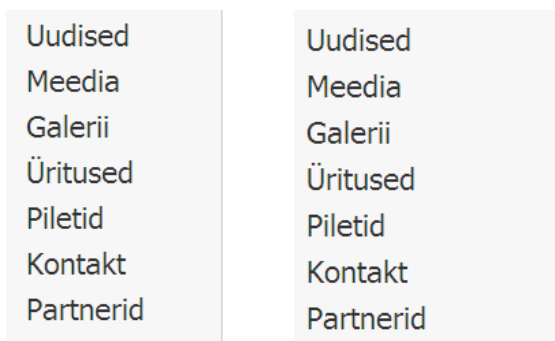 Uudised
Meedia
Galerii
Üritused
Piletid
Kontakt
Partnerid
Uudised
Meedia
Galerii
Üritused
Piletid
Kontakt
Partnerid